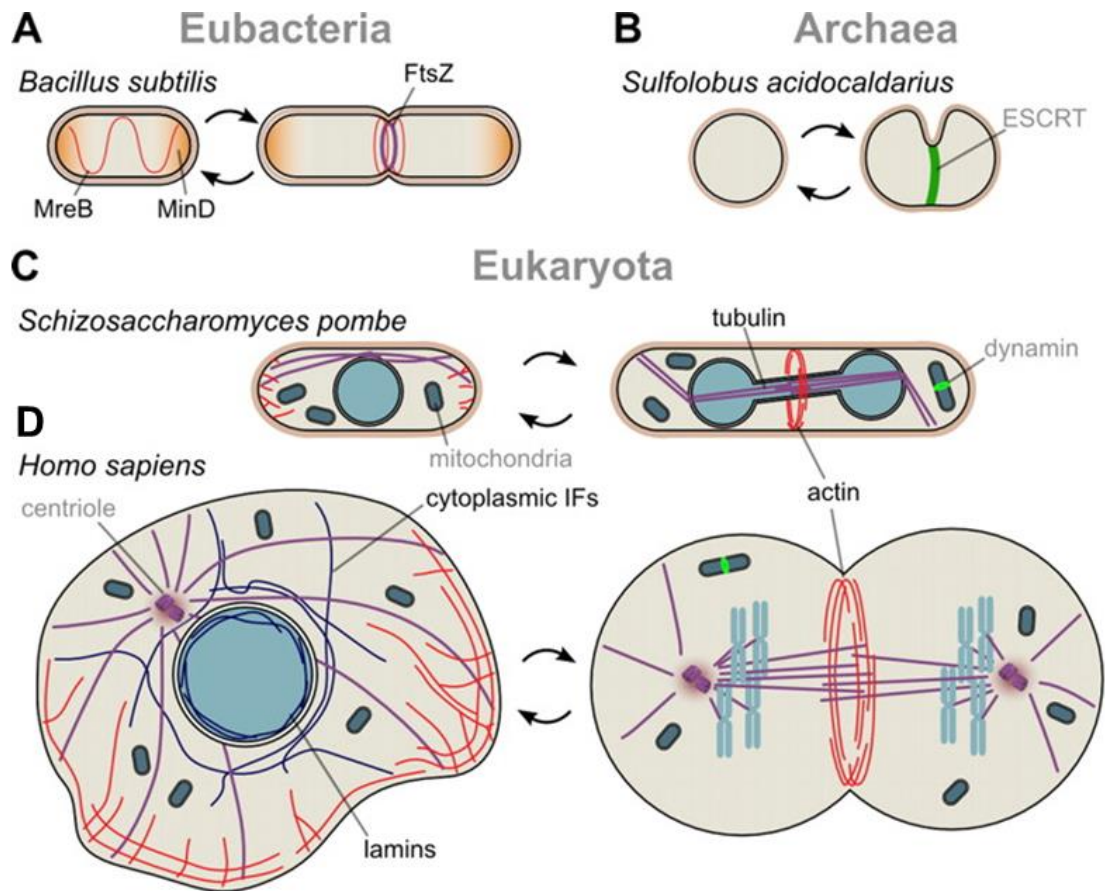 A
Eubacteria
Bacillus subtilis
FtsZ
MreB
MinD
B
Archaea
Sulfolobus acidocaldarius
ESCRT
C
Eukaryota
Schizosaccharomyces pombe
tubulin
dynamin
mitochondria
actin
D
Homo sapiens
centriole
cytoplasmic IFs
lamins